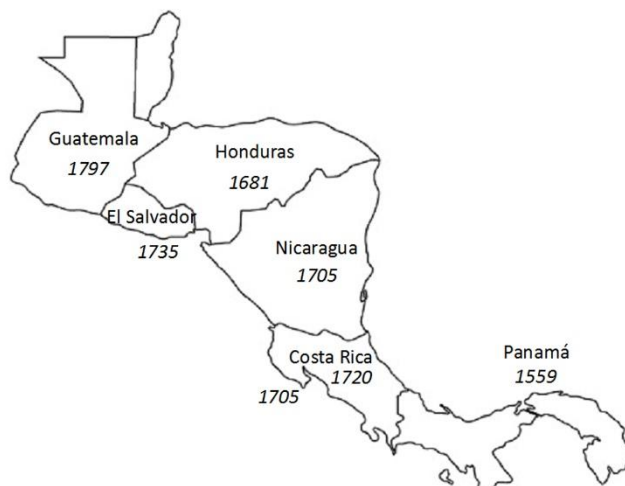 Guatemala
1797
Honduras
1681
El Salvador
1735
Nicaragua
1705
Costa Rica
1720
1705
Panamá
1559